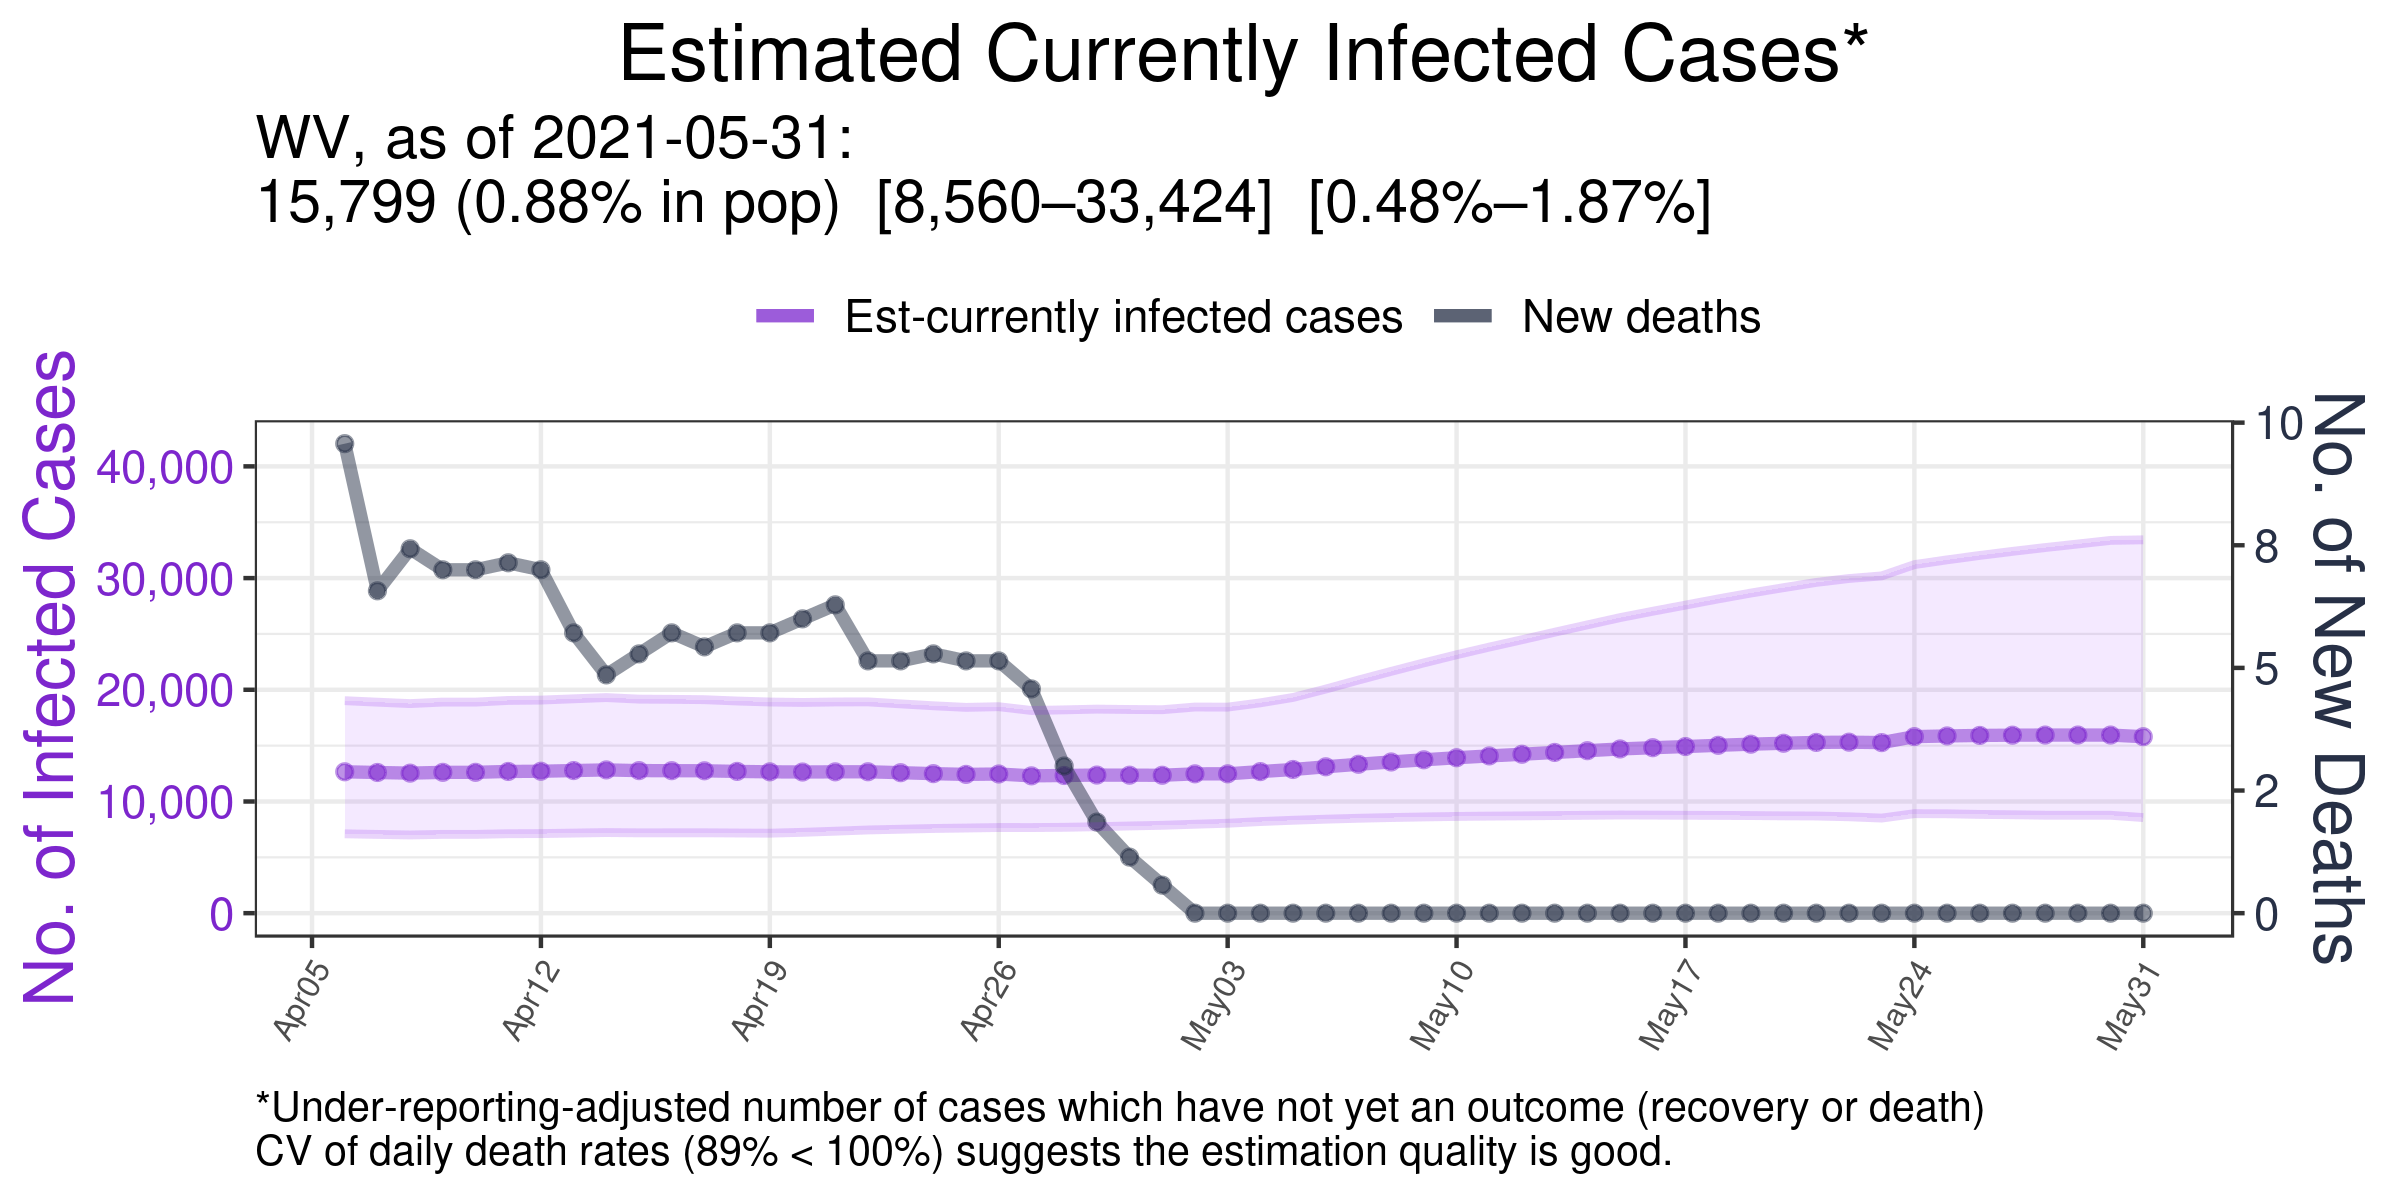 Estimated Currently Infected Cases*
WV, as of 2021-05-31:
15,799 (0.88% in pop)  [8,560–33,424]  [0.48%–1.87%]
Est-currently infected cases
New deaths
No. of Infected Cases
40,000
30,000
20,000
10,000
0
10
8
5
2
0
No. of New Deaths
Apr05
Apr12
Apr19
Apr26
May03
May10
May17
May24
May31
*Under-reporting-adjusted number of cases which have not yet an outcome (recovery or death)
CV of daily death rates (89% < 100%) suggests the estimation quality is good.